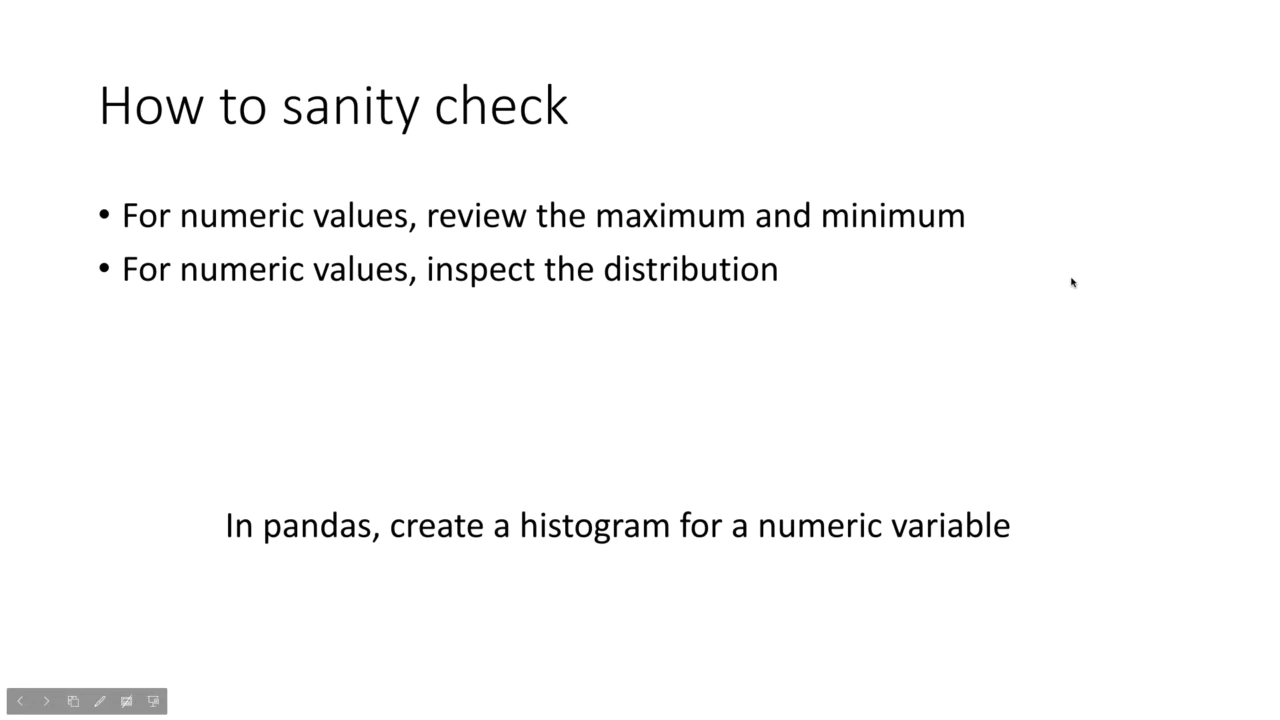 How to sanity check
• For numeric values, review the maximum and minimum
• For numeric values, inspect the distribution
In pandas, create a histogram for a numeric variable